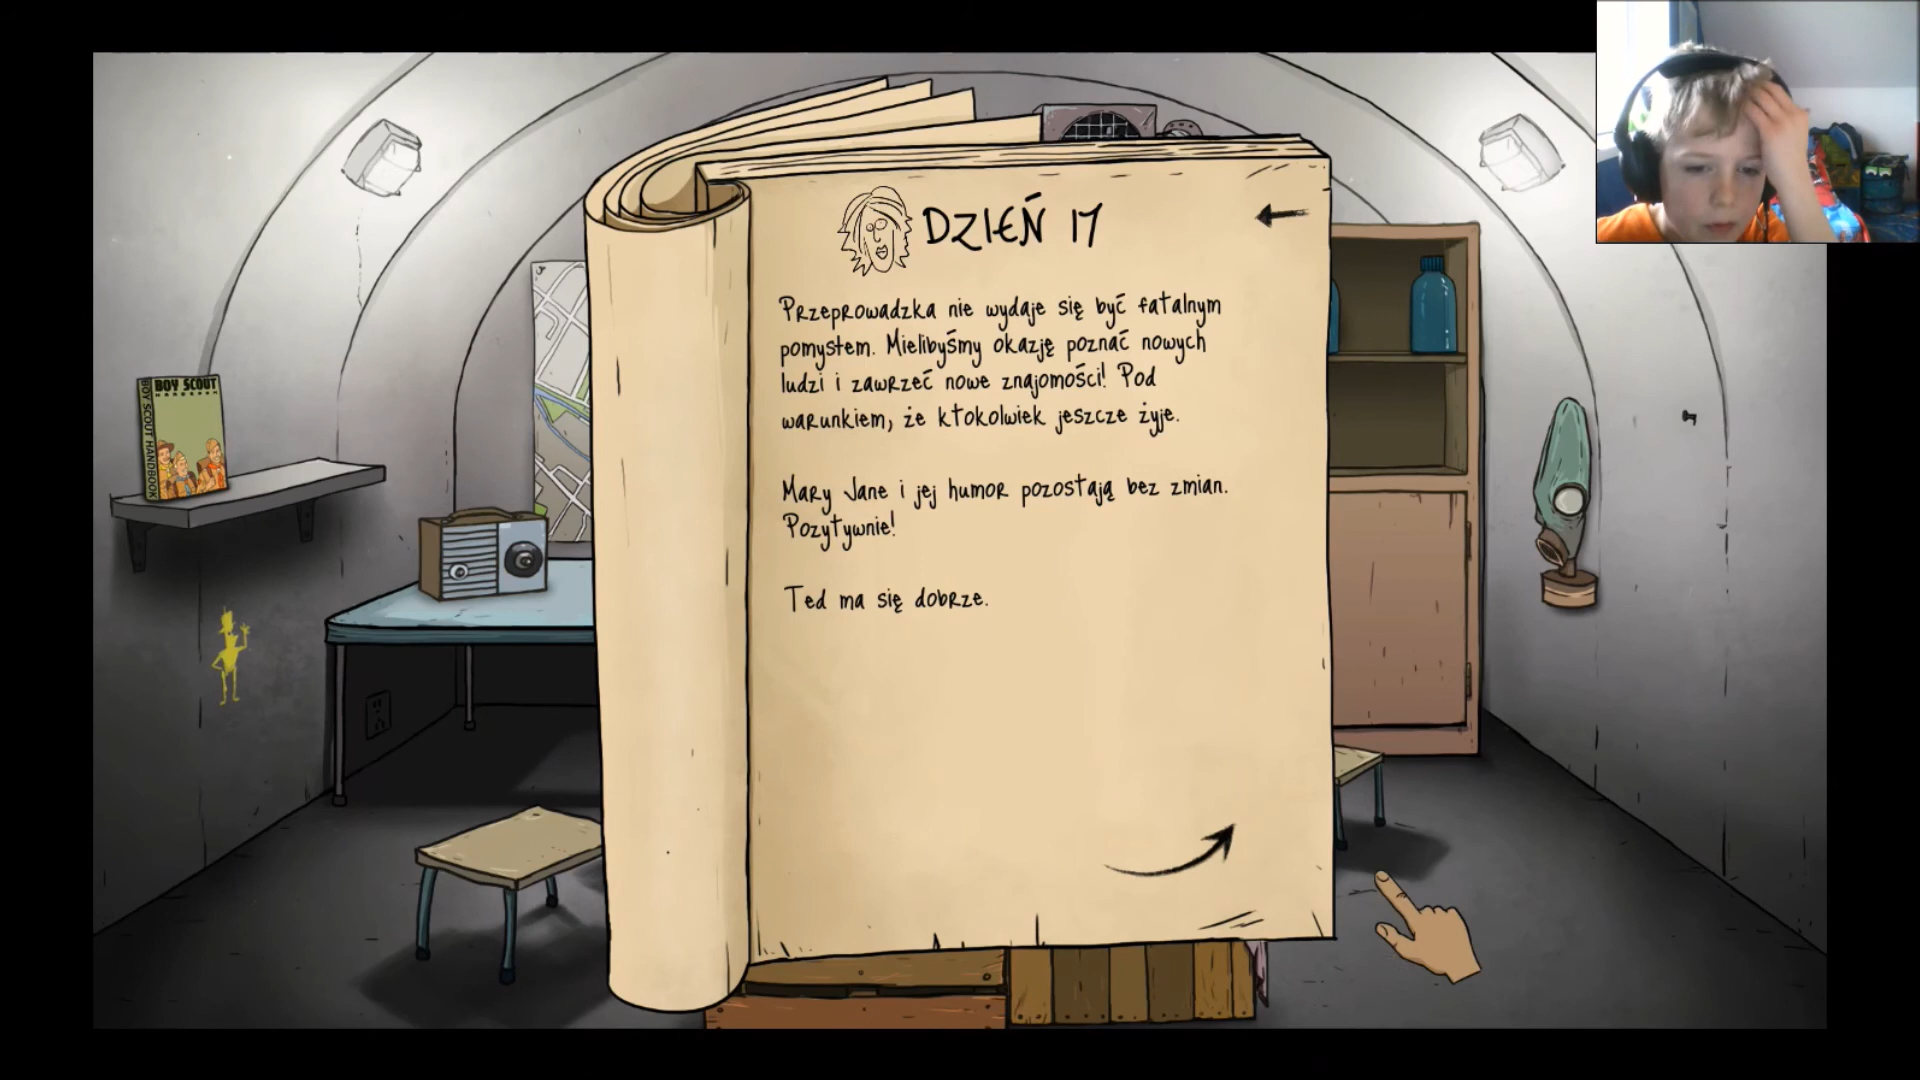 DZIEŃ 17
Przeprowadzka nie wydaje się być fatalnym
pomysłem. Mielibyśmy okazję poznać nowych
ludzi i zawrzeć nowe znajomości! Pod
warunkiem, że ktokolwiek jeszcze żyje.
Mary Jane i jej humor pozostają bez zmian.
Pozytywnie!
Ted ma się dobrze.
BOY SCOUT
HANDBOOK
BOY SCOUT HANDBOOK